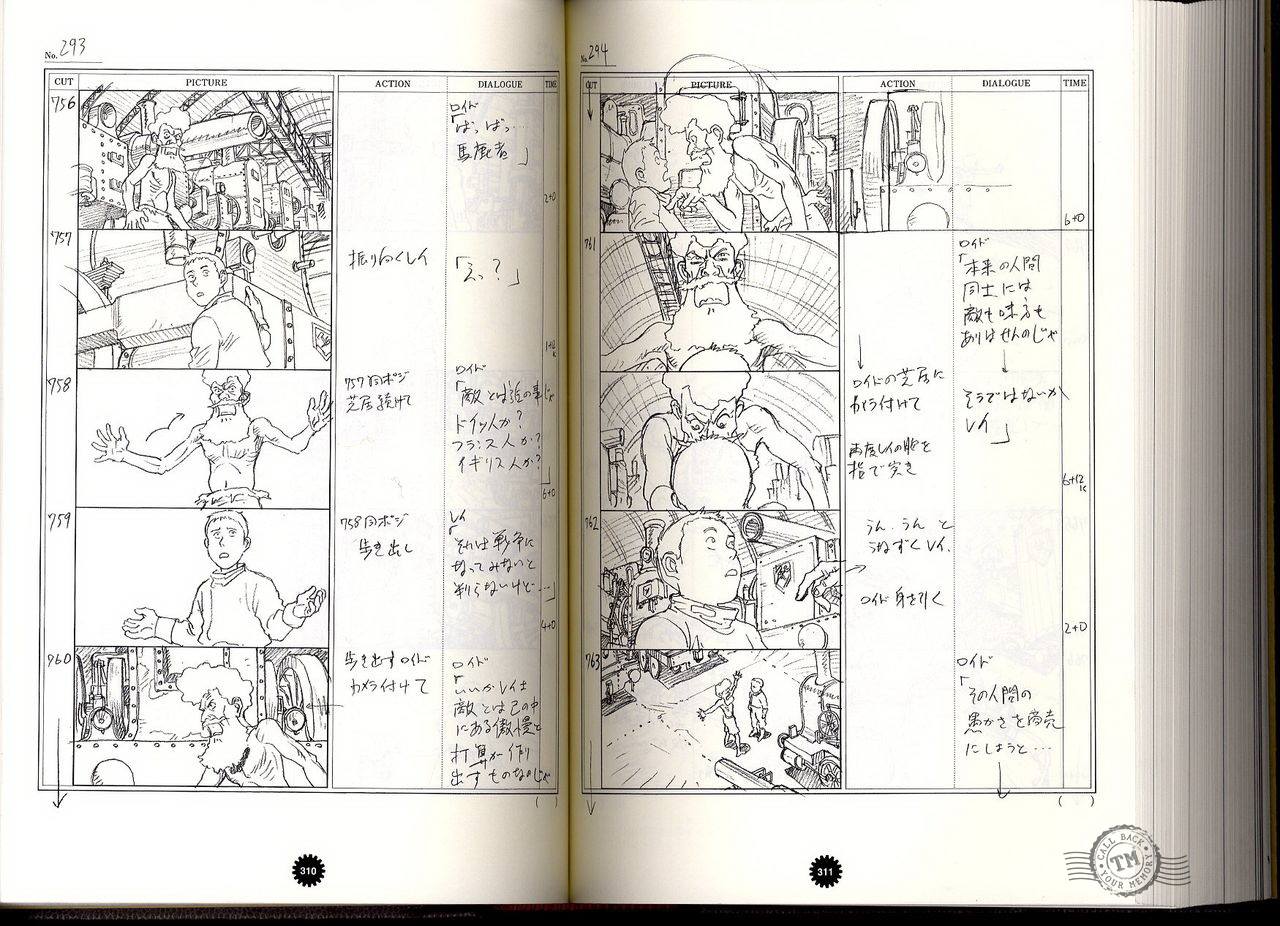 No. 293
CUT PICTURE ACTION DIALOGUE TIME
756
ロイド
「ばっばっ…
馬鹿者」
2+0
757
振りむくレイ
「えっ?」
758
757同ポジ
芝居続けて
ロイド
「敵とは誰の事じゃ
ドイツ人か?
フランス人か?
イギリス人か?」
6+0
759
758同ポジ
歩き出し
レイ
「それは戦争に
なってみないと
判らないけど…」
4+0
760
歩き出すロイド
カメラ付けて
ロイド
「いいかレイよ
敵とは己の中
にある傲慢と
打算が作り
出すものなのじゃ
( )
310
No. 294
CUT PICTURE ACTION DIALOGUE TIME
6+0
761
ロイド
「本来の人間
同士には
敵も味方も
ありはせんのじゃ
ロイドの芝居に
カメラ付けて
そうではないか
レイ」
再度レイの胸を
指で突き
6+12
762
うん、うんと
うなずくレイ、
ロイド身を引く
2+0
763
ロイド
「その人間の
愚かさを商売
にしようと…
( )
311
CALL BACK
TM
YOUR MEMORY